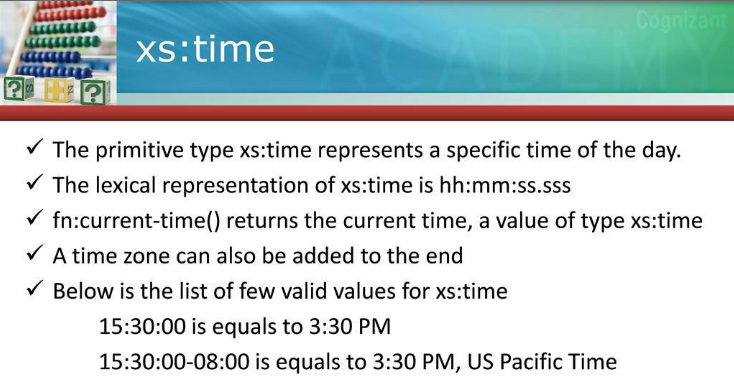 Cognizant
xs:time
ACADEMY
✓ The primitive type xs:time represents a specific time of the day.
✓ The lexical representation of xs:time is hh:mm:ss.sss
✓ fn:current-time() returns the current time, a value of type xs:time
✓ A time zone can also be added to the end
✓ Below is the list of few valid values for xs:time
15:30:00 is equals to 3:30 PM
15:30:00-08:00 is equals to 3:30 PM, US Pacific Time